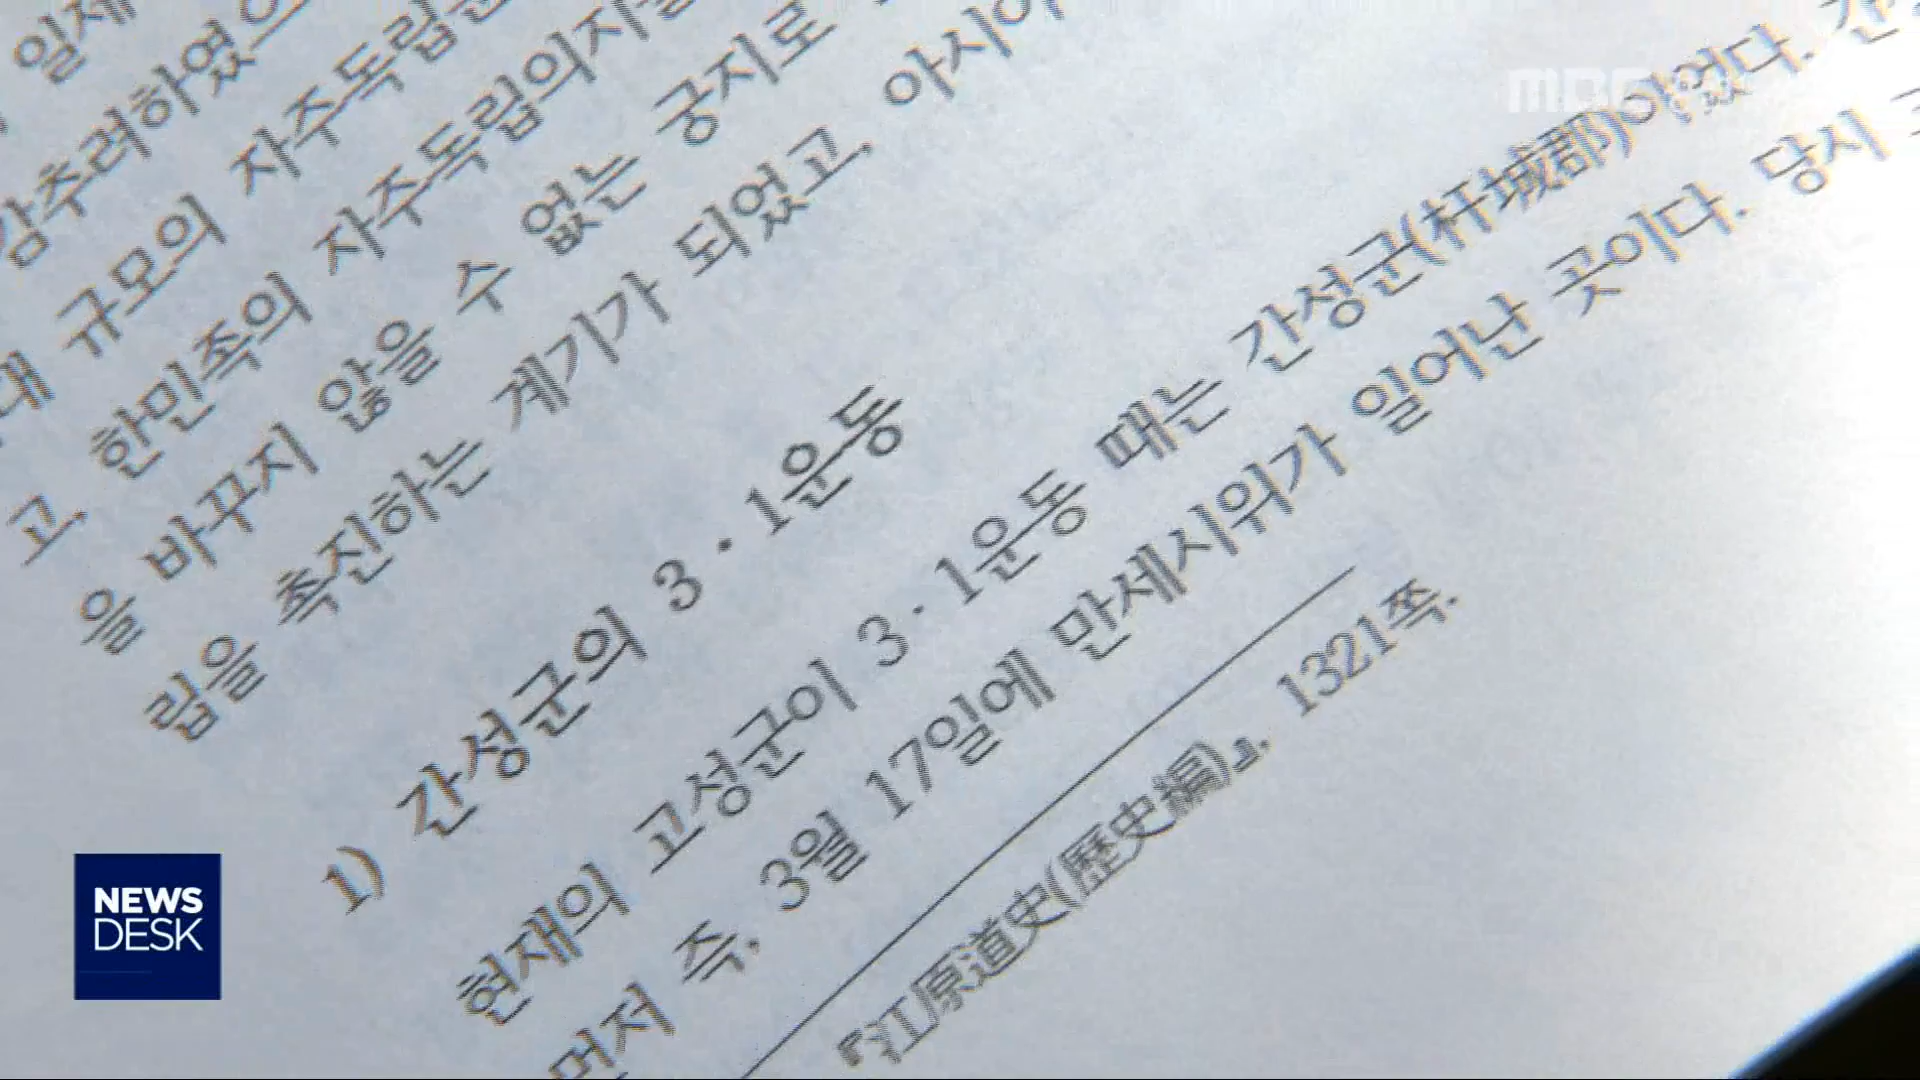 일제
감추려하였으
규모의 자주독립운
고, 한민족의 자주독립의지를
을 바꾸지 않을 수 없는 궁지로
립을 촉진하는 계기가 되었고, 아시아
1) 간성군의 3·1운동
현재의 고성군이 3·1운동 때는 간성군(杆城郡)이었다. 간
먼저 즉, 3월 17일에 만세시위가 일어난 곳이다. 당시
『江原道史(歷史編)』, 1321쪽.
MBC
NEWS
DESK